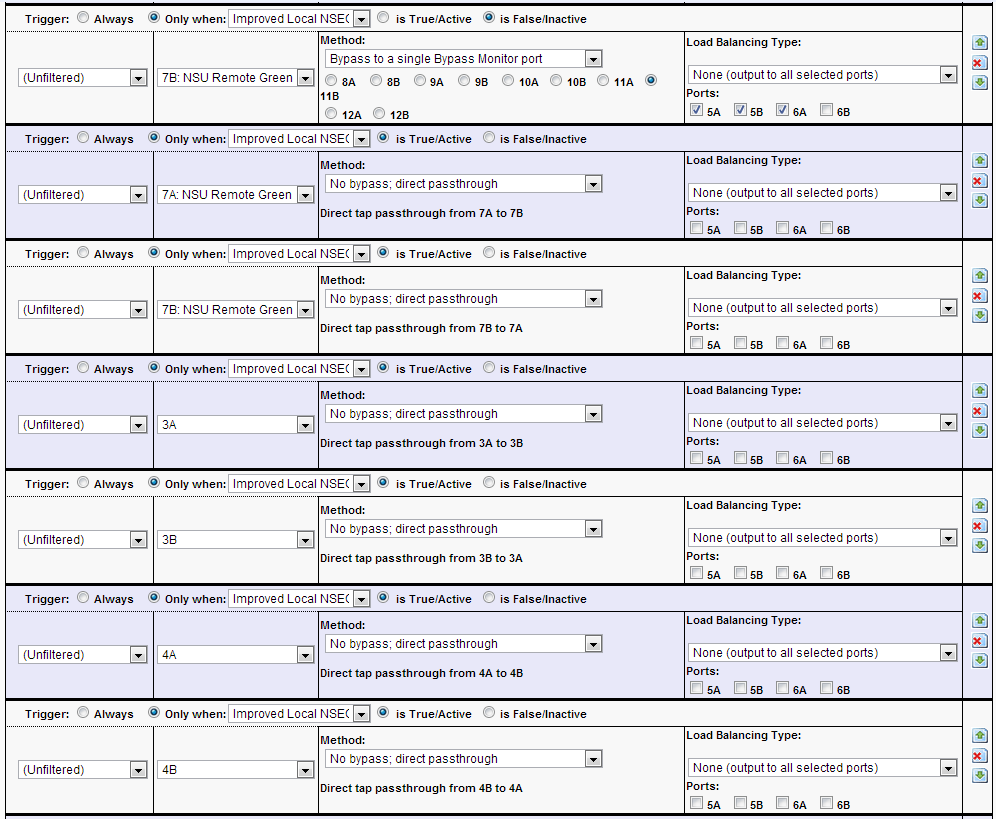 Trigger: Always Only when: Improved Local NSEC is True/Active is False/Inactive
Method:
Load Balancing Type:
Bypass to a single Bypass Monitor port
(Unfiltered) 7B: NSU Remote Green
None (output to all selected ports)
8A 8B 9A 9B 10A 10B 11A
11B
Ports:
5A 5B 6A 6B
12A 12B
Trigger: Always Only when: Improved Local NSEC is True/Active is False/Inactive
Method:
Load Balancing Type:
No bypass; direct passthrough
(Unfiltered) 7A: NSU Remote Green
None (output to all selected ports)
Direct tap passthrough from 7A to 7B
Ports:
5A 5B 6A 6B
Trigger: Always Only when: Improved Local NSEC is True/Active is False/Inactive
Method:
Load Balancing Type:
No bypass; direct passthrough
(Unfiltered) 7B: NSU Remote Green
None (output to all selected ports)
Direct tap passthrough from 7B to 7A
Ports:
5A 5B 6A 6B
Trigger: Always Only when: Improved Local NSEC is True/Active is False/Inactive
Method:
Load Balancing Type:
No bypass; direct passthrough
(Unfiltered) 3A
None (output to all selected ports)
Direct tap passthrough from 3A to 3B
Ports:
5A 5B 6A 6B
Trigger: Always Only when: Improved Local NSEC is True/Active is False/Inactive
Method:
Load Balancing Type:
No bypass; direct passthrough
(Unfiltered) 3B
None (output to all selected ports)
Direct tap passthrough from 3B to 3A
Ports:
5A 5B 6A 6B
Trigger: Always Only when: Improved Local NSEC is True/Active is False/Inactive
Method:
Load Balancing Type:
No bypass; direct passthrough
(Unfiltered) 4A
None (output to all selected ports)
Direct tap passthrough from 4A to 4B
Ports:
5A 5B 6A 6B
Trigger: Always Only when: Improved Local NSEC is True/Active is False/Inactive
Method:
Load Balancing Type:
No bypass; direct passthrough
(Unfiltered) 4B
None (output to all selected ports)
Direct tap passthrough from 4B to 4A
Ports:
5A 5B 6A 6B